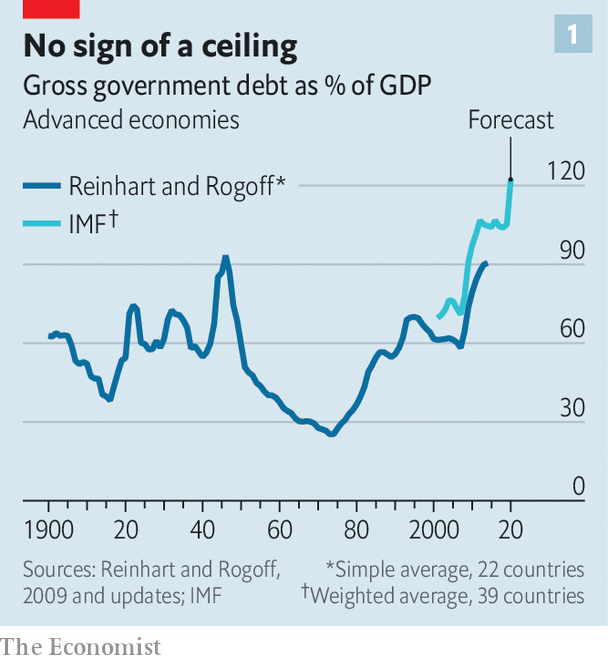 No sign of a ceiling
1
Gross government debt as % of GDP
Advanced economies
Forecast
Reinhart and Rogoff*
IMF†
120
90
60
30
0
1900 20 40 60 80 2000 20
Sources: Reinhart and Rogoff,
2009 and updates; IMF
*Simple average, 22 countries
†Weighted average, 39 countries
The Economist